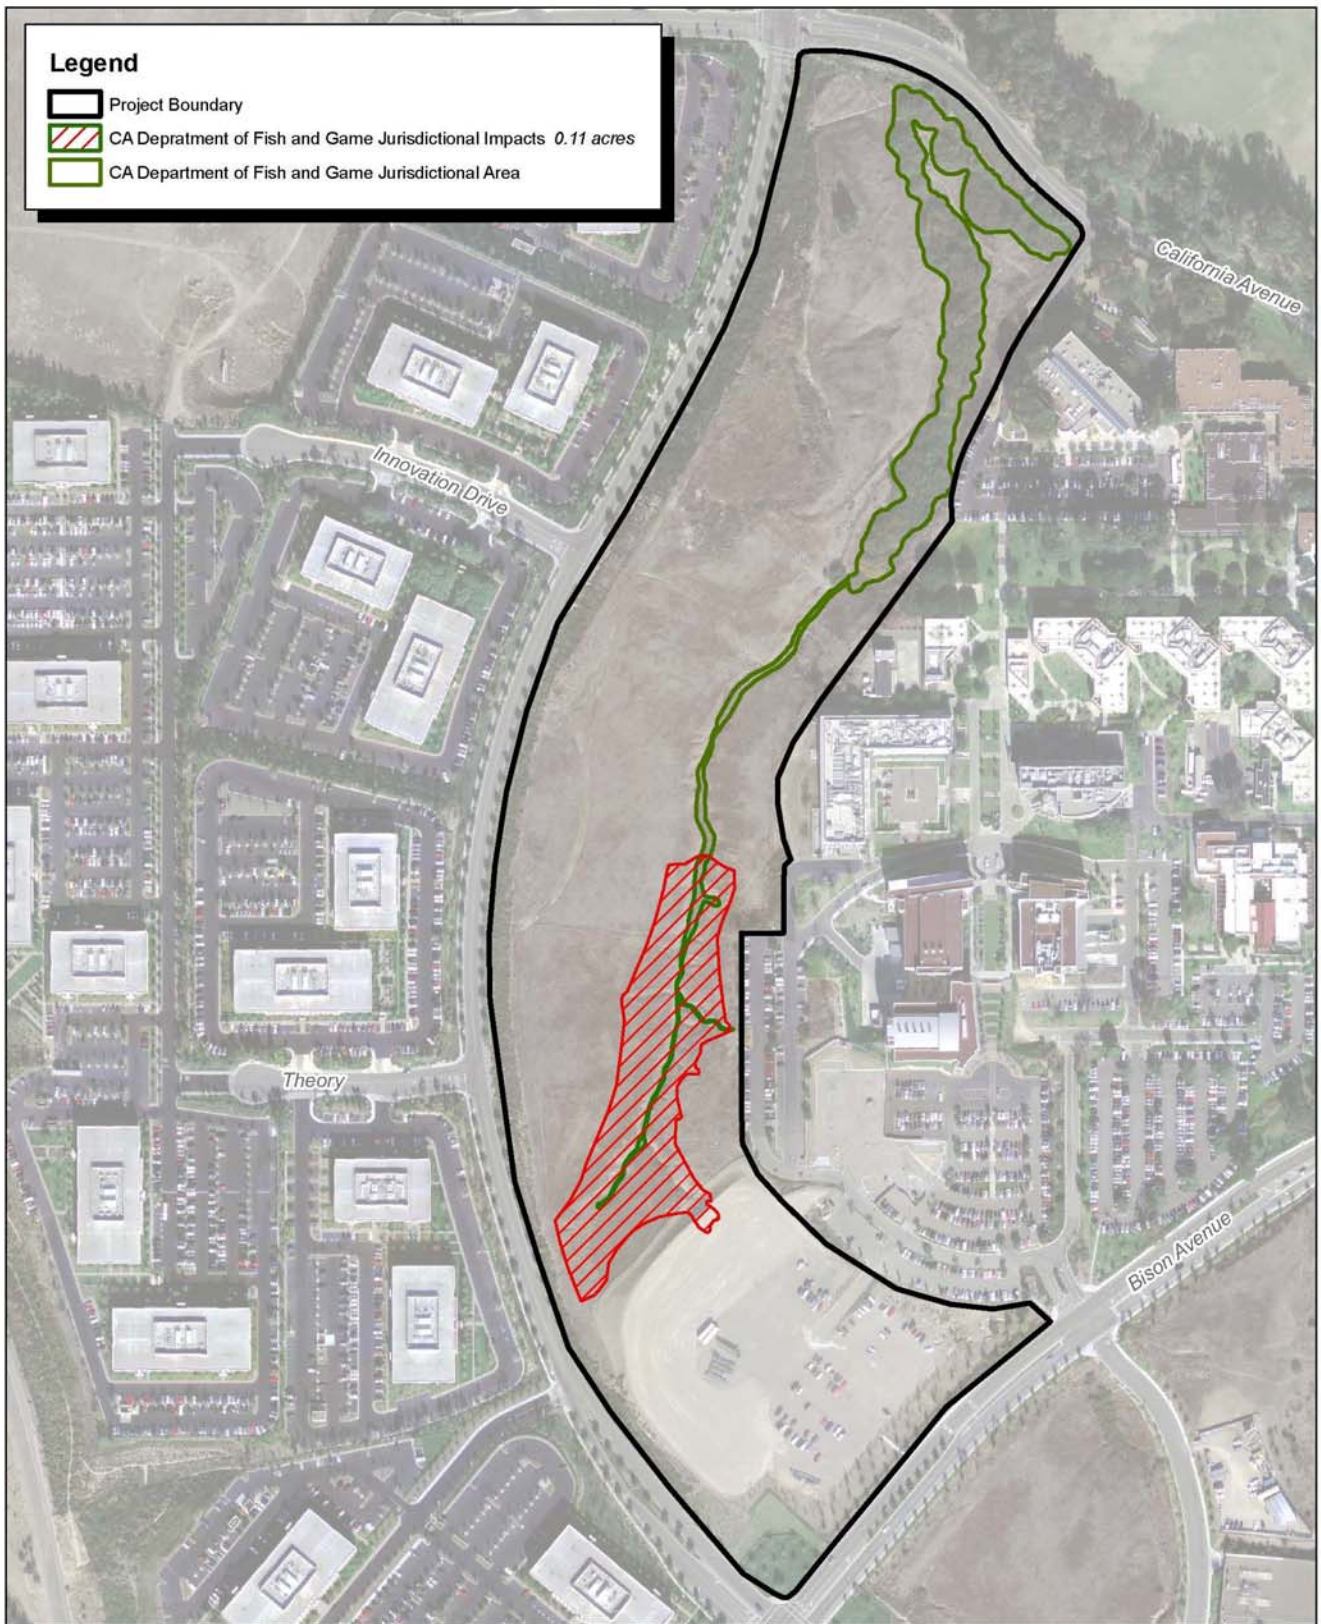 Legend
Project Boundary
CA Depratment of Fish and Game Jurisdictional Impacts 0.11 acres
CA Department of Fish and Game Jurisdictional Area
California Avenue
Innovation Drive
Theory
Bison Avenue